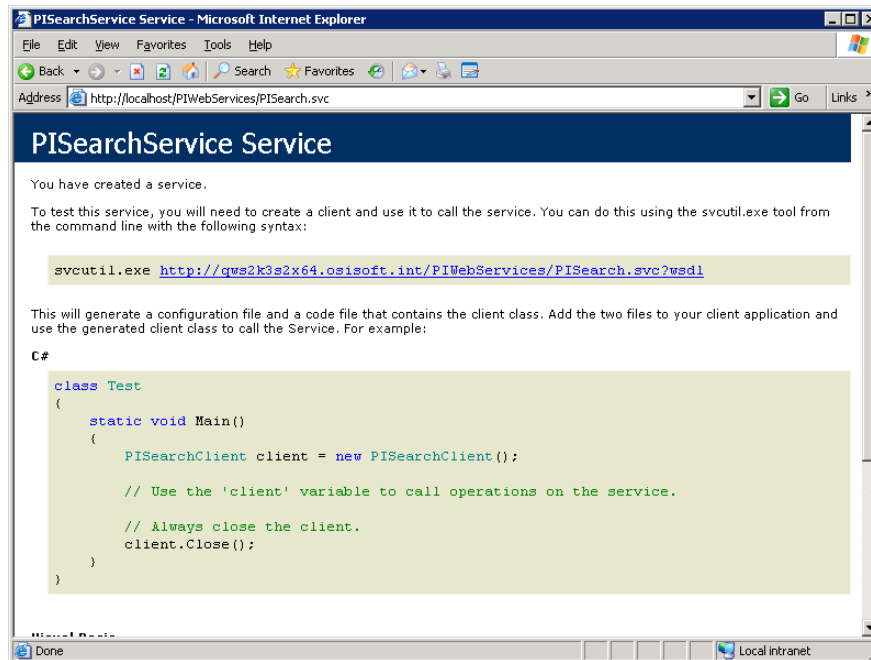 PISearchService Service - Microsoft Internet Explorer
File Edit View Favorites Tools Help
Back Search Favorites
Address http://localhost/PIWebServices/PISearch.svc Go Links »
PISearchService Service
You have created a service.
To test this service, you will need to create a client and use it to call the service. You can do this using the svcutil.exe tool from
the command line with the following syntax:
svcutil.exe http://qws2k3s2x64.osisoft.int/PIWebServices/PISearch.svc?wsdl
This will generate a configuration file and a code file that contains the client class. Add the two files to your client application and
use the generated client class to call the Service. For example:
C#
class Test
{
static void Main()
{
PISearchClient client = new PISearchClient();
// Use the 'client' variable to call operations on the service.
// Always close the client.
client.Close();
}
}
Done Local intranet